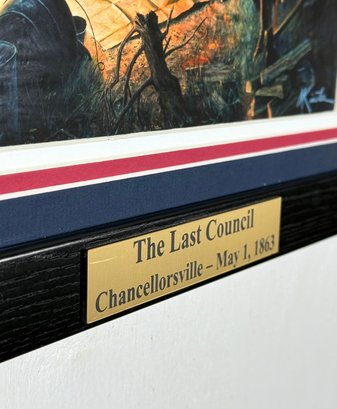 The Last Council
Chancellorsville – May 1, 1863